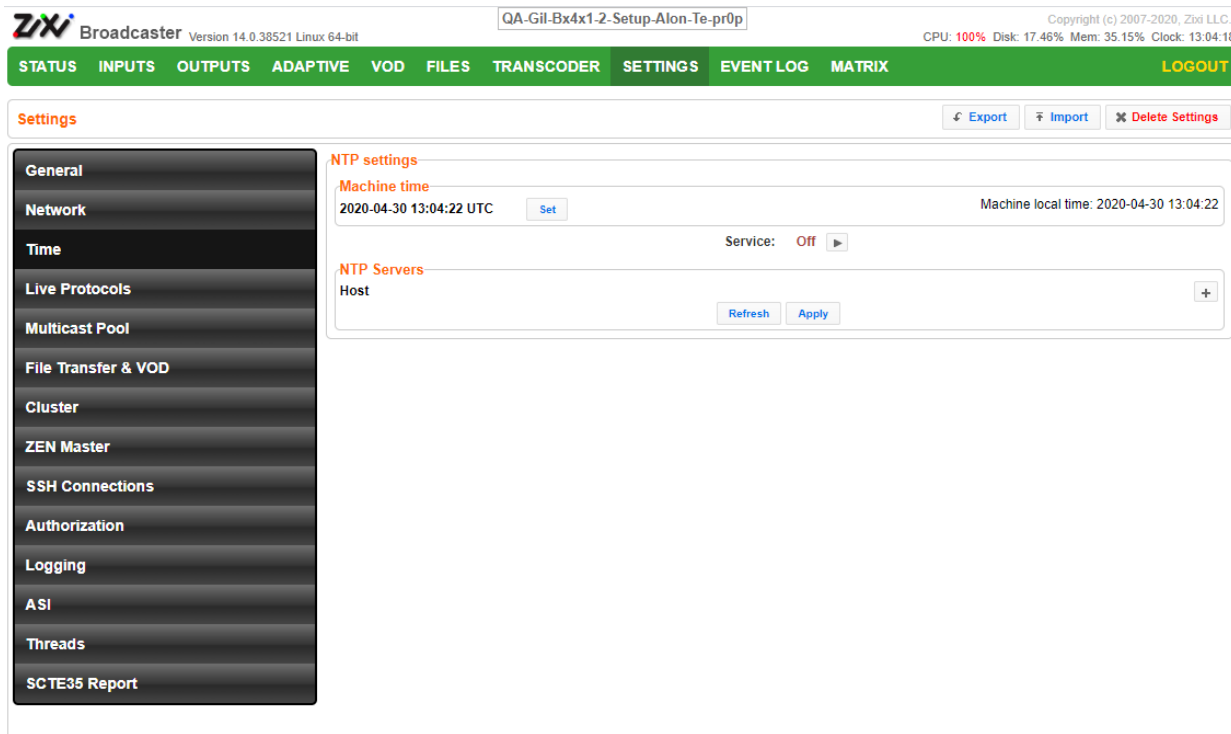 ZiXi Broadcaster Version 14.0.38521 Linux 64-bit
QA-Gil-Bx4x1-2-Setup-Alon-Te-pr0p
Copyright (c) 2007-2020, Zixi LLC.
CPU: 100% Disk: 17.46% Mem: 35.15% Clock: 13:04:18
STATUS INPUTS OUTPUTS ADAPTIVE VOD FILES TRANSCODER SETTINGS EVENT LOG MATRIX LOGOUT
Settings
Export Import Delete Settings
General
Network
Time
Live Protocols
Multicast Pool
File Transfer & VOD
Cluster
ZEN Master
SSH Connections
Authorization
Logging
ASI
Threads
SCTE35 Report
NTP settings
Machine time
2020-04-30 13:04:22 UTC Set Machine local time: 2020-04-30 13:04:22
Service: Off
NTP Servers
Host
Refresh Apply